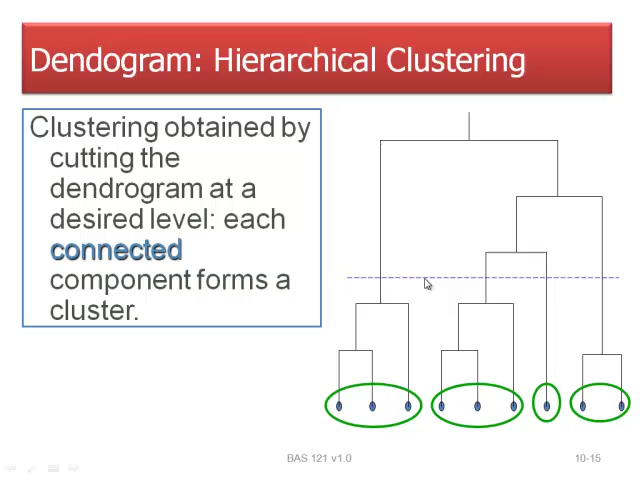 Dendogram: Hierarchical Clustering
Clustering obtained by
cutting the
dendrogram at a
desired level: each
connected
component forms a
cluster.
BAS 121 v1.0
10-15